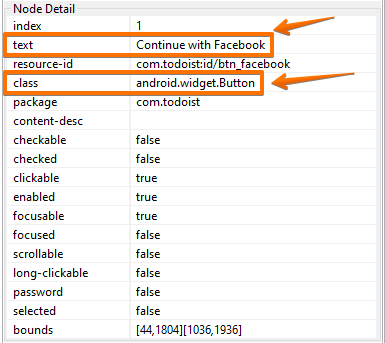 Node Detail
index 1
text Continue with Facebook
resource-id com.todoist:id/btn_facebook
class android.widget.Button
package com.todoist
content-desc
checkable false
checked false
clickable true
enabled true
focusable true
focused false
scrollable false
long-clickable false
password false
selected false
bounds [44,1804][1036,1936]